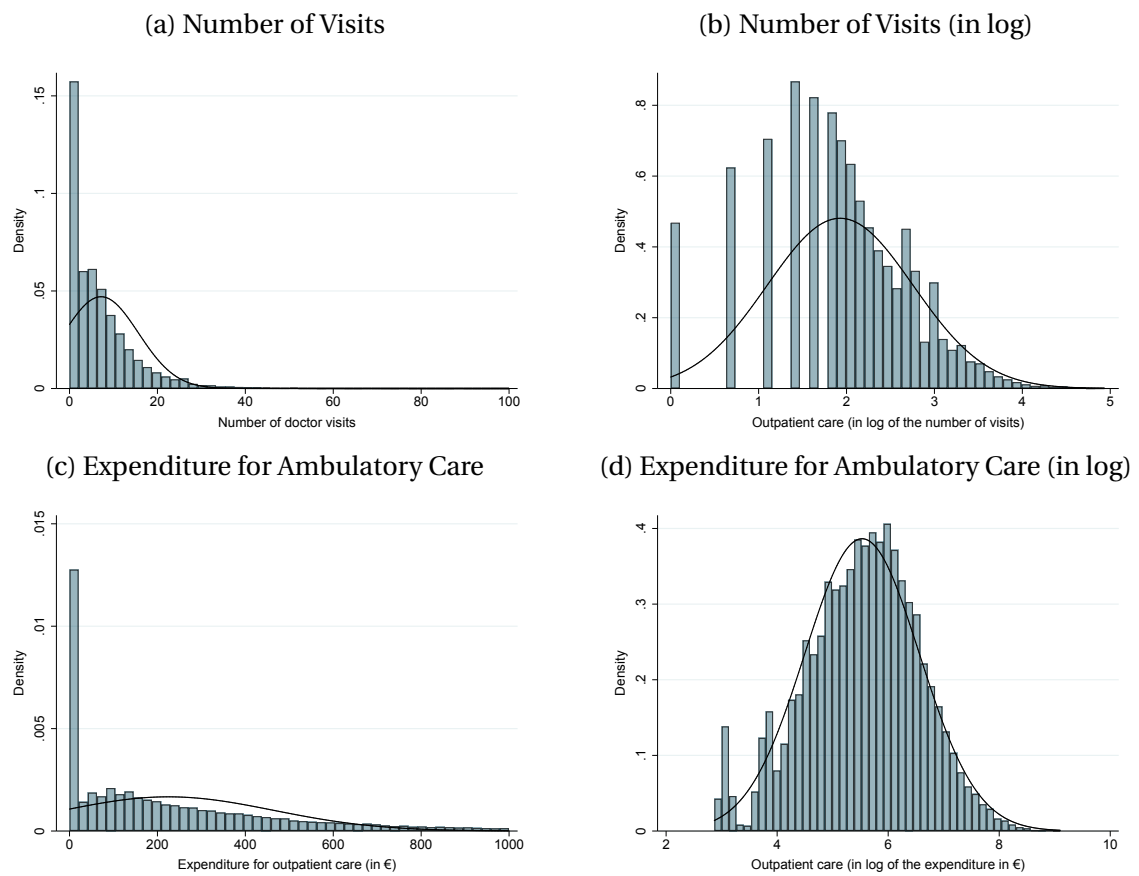 (a) Number of Visits
.15
.1
.05
0
Density
0 20 40 60 80 100
Number of doctor visits
(b) Number of Visits (in log)
.8
.6
.4
.2
0
Density
0 1 2 3 4 5
Outpatient care (in log of the number of visits)
(c) Expenditure for Ambulatory Care
.015
.01
.005
0
Density
0 200 400 600 800 1000
Expenditure for outpatient care (in €)
(d) Expenditure for Ambulatory Care (in log)
.4
.3
.2
.1
0
Density
2 4 6 8 10
Outpatient care (in log of the expenditure in €)